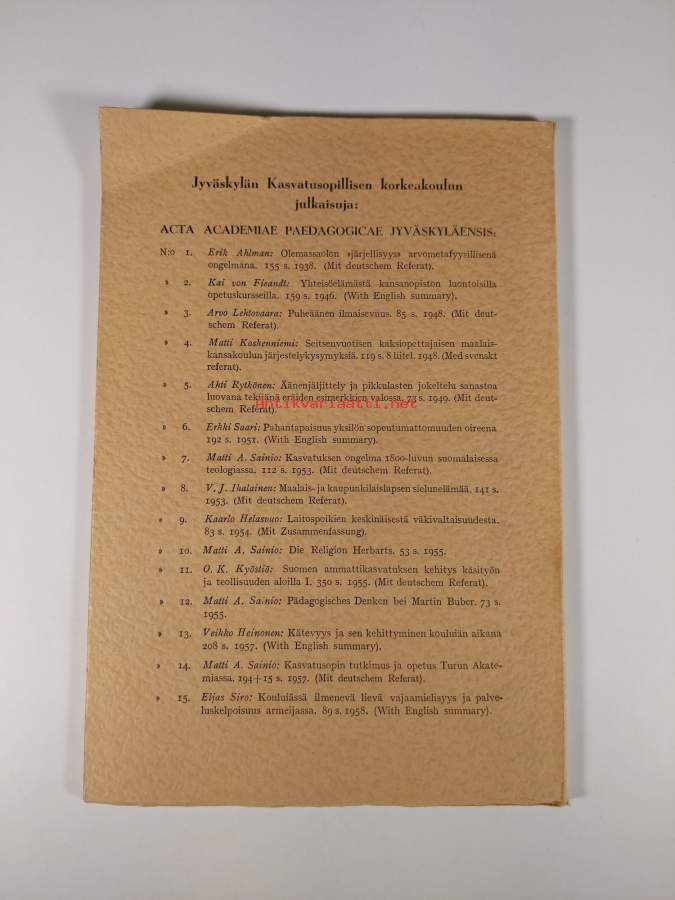 Jyväskylän Kasvatusopillisen korkeakoulun
julkaisuja:
ACTA ACADEMIAE PAEDAGOGICAE JYVÄSKYLÄENSIS:
N:o 1. Erik Ahlman: Olemassaolon »järjellisyys» arvometafyysillisenä
ongelmana. 155 s. 1938. (Mit deutschem Referat).
» 2. Kai von Fieandt: Yhteisöelämästä kansanopiston luontoisilla
opetuskursseilla. 159 s. 1946. (With English summary).
» 3. Arvo Lehtovaara: Puheäänen ilmaisevuus. 85 s. 1948. (Mit deut-
schem Referat).
» 4. Matti Koskenniemi: Seitsenvuotisen kaksiopettajaisen maalais-
kansakoulun järjestelykysymyksiä. 119 s. 8 liitel. 1948. (Med svenskt
referat).
» 5. Ahti Rytkönen: Äänenjäljittely ja pikkulasten jokeltelu sanastoa
luovana tekijänä eräiden esimerkkien valossa. 73 s. 1949. (Mit deut-
schem Referat).
antikvariaatti.net
» 6. Erkki Saari: Pahantapaisuus yksilön sopeutumattomuuden oireena
192 s. 1951. (With English summary).
» 7. Matti A. Sainio: Kasvatuksen ongelma 1800-luvun suomalaisessa
teologiassa. 112 s. 1953. (Mit deutschem Referat).
» 8. V. J. Ihalainen: Maalais- ja kaupunkilaislapsen sielunelämää. 141 s.
1953. (Mit deutschem Referat).
» 9. Kaarlo Helasvuo: Laitospoikien keskinäisestä väkivaltaisuudesta.
83 s. 1954. (Mit Zusammenfassung).
» 10. Matti A. Sainio: Die Religion Herbarts. 53 s. 1955.
» 11. O. K. Kyöstiö: Suomen ammattikasvatuksen kehitys käsityön
ja teollisuuden aloilla I. 350 s. 1955. (Mit deutschem Referat).
» 12. Matti A. Sainio: Pädagogisches Denken bei Martin Buber. 73 s.
1955.
» 13. Veikko Heinonen: Kätevyys ja sen kehittyminen kouluiän aikana
208 s. 1957. (With English summary).
» 14. Matti A. Sainio: Kasvatusopin tutkimus ja opetus Turun Akate-
miassa. 194+15 s. 1957. (Mit deutschem Referat).
» 15. Eljas Siro: Kouluiässä ilmenevä lievä vajaamielisyys ja palve-
luskelpoisuus armeijassa. 89 s. 1958. (With English summary).